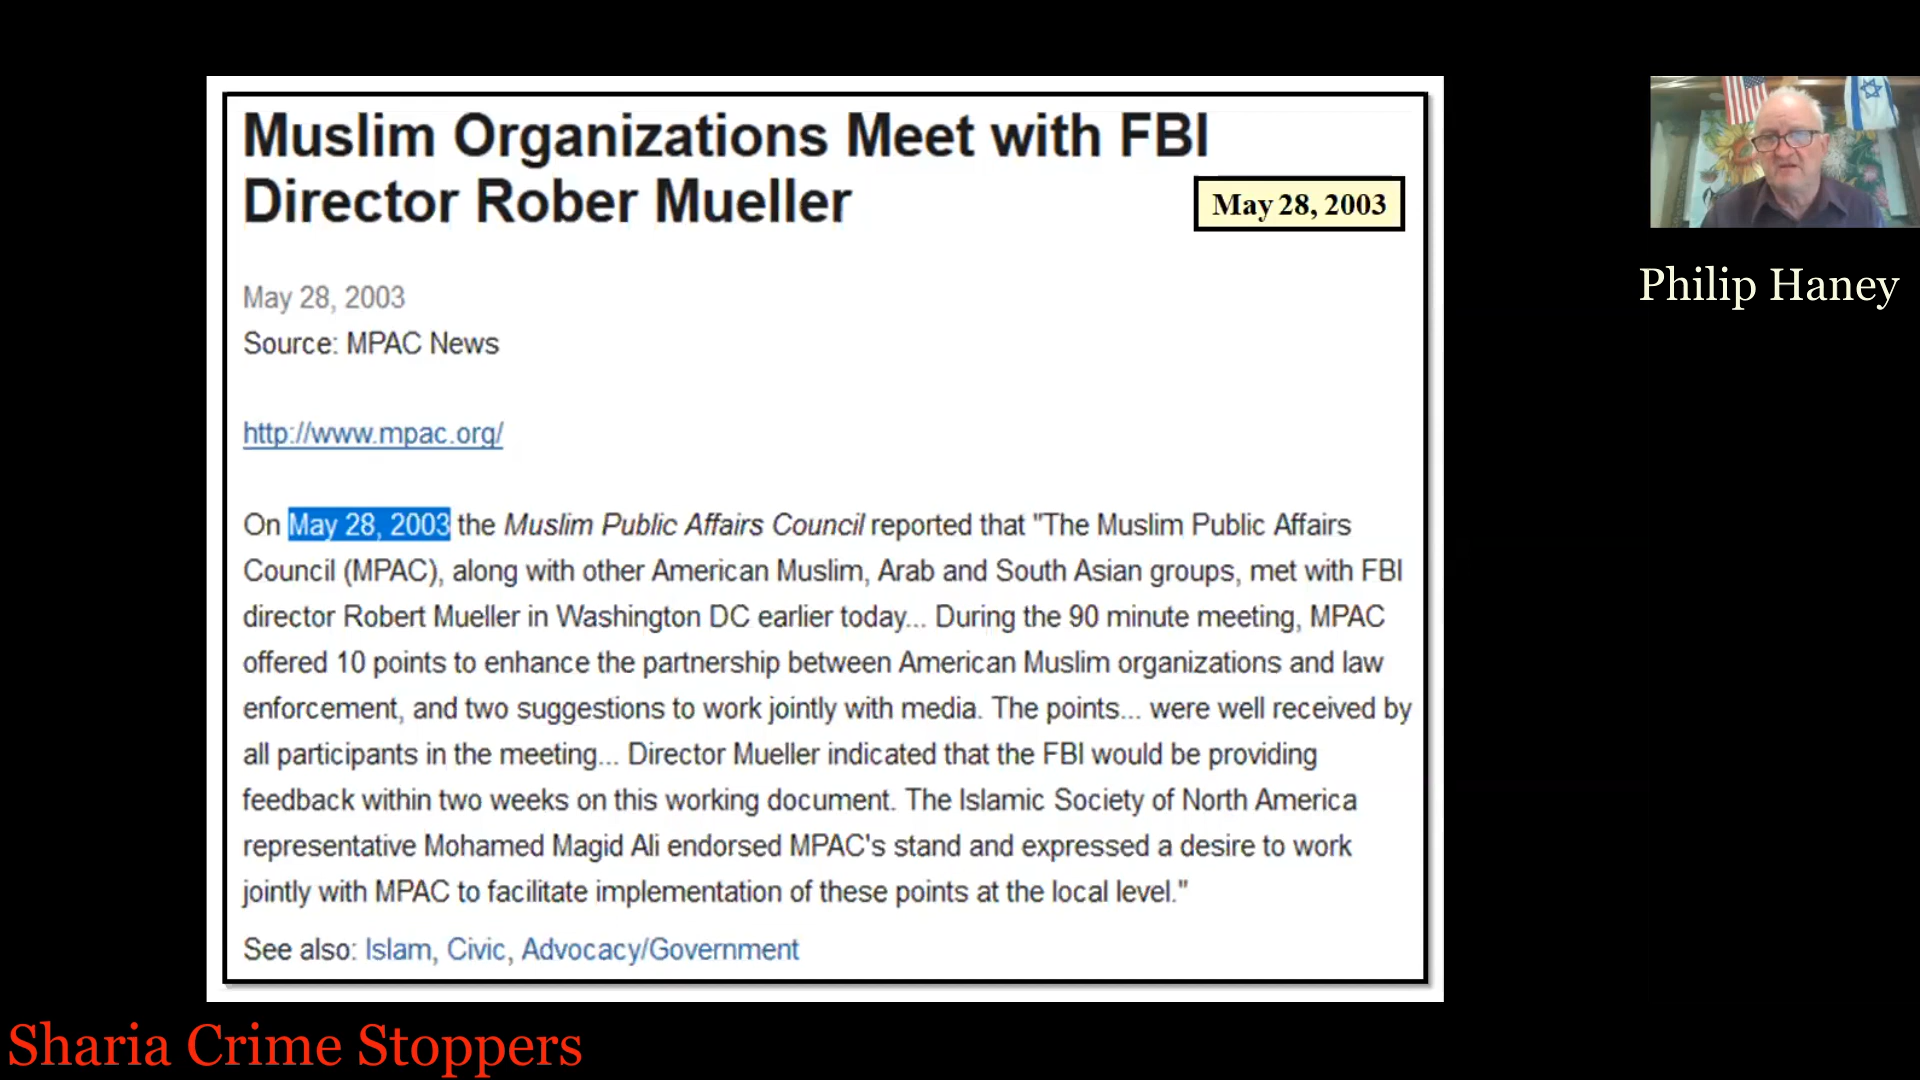 Muslim Organizations Meet with FBI
Director Rober Mueller
May 28, 2003
May 28, 2003
Source: MPAC News
http://www.mpac.org/
On May 28, 2003 the Muslim Public Affairs Council reported that "The Muslim Public Affairs
Council (MPAC), along with other American Muslim, Arab and South Asian groups, met with FBI
director Robert Mueller in Washington DC earlier today... During the 90 minute meeting, MPAC
offered 10 points to enhance the partnership between American Muslim organizations and law
enforcement, and two suggestions to work jointly with media. The points... were well received by
all participants in the meeting... Director Mueller indicated that the FBI would be providing
feedback within two weeks on this working document. The Islamic Society of North America
representative Mohamed Magid Ali endorsed MPAC's stand and expressed a desire to work
jointly with MPAC to facilitate implementation of these points at the local level."
See also: Islam, Civic, Advocacy/Government
Philip Haney
Sharia Crime Stoppers